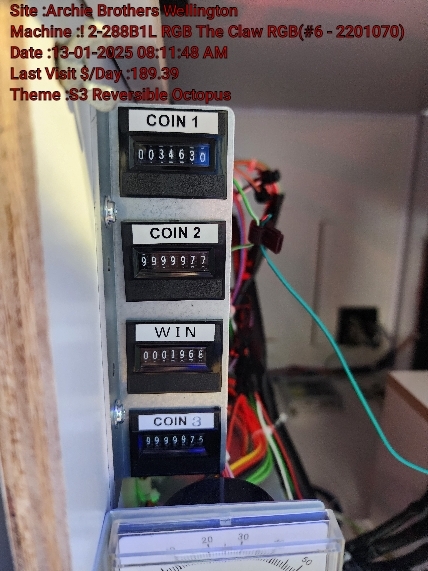 Site :Archie Brothers Wellington
Machine :! 2-288B1L RGB The Claw RGB(#6 - 2201070)
Date :13-01-2025 08:11:48 AM
Last Visit $/Day :189.39
Theme :S3 Reversible Octopus
COIN 1
0034630
COIN 2
9999977
WIN
0001968
COIN 3
9999975
20 30
50